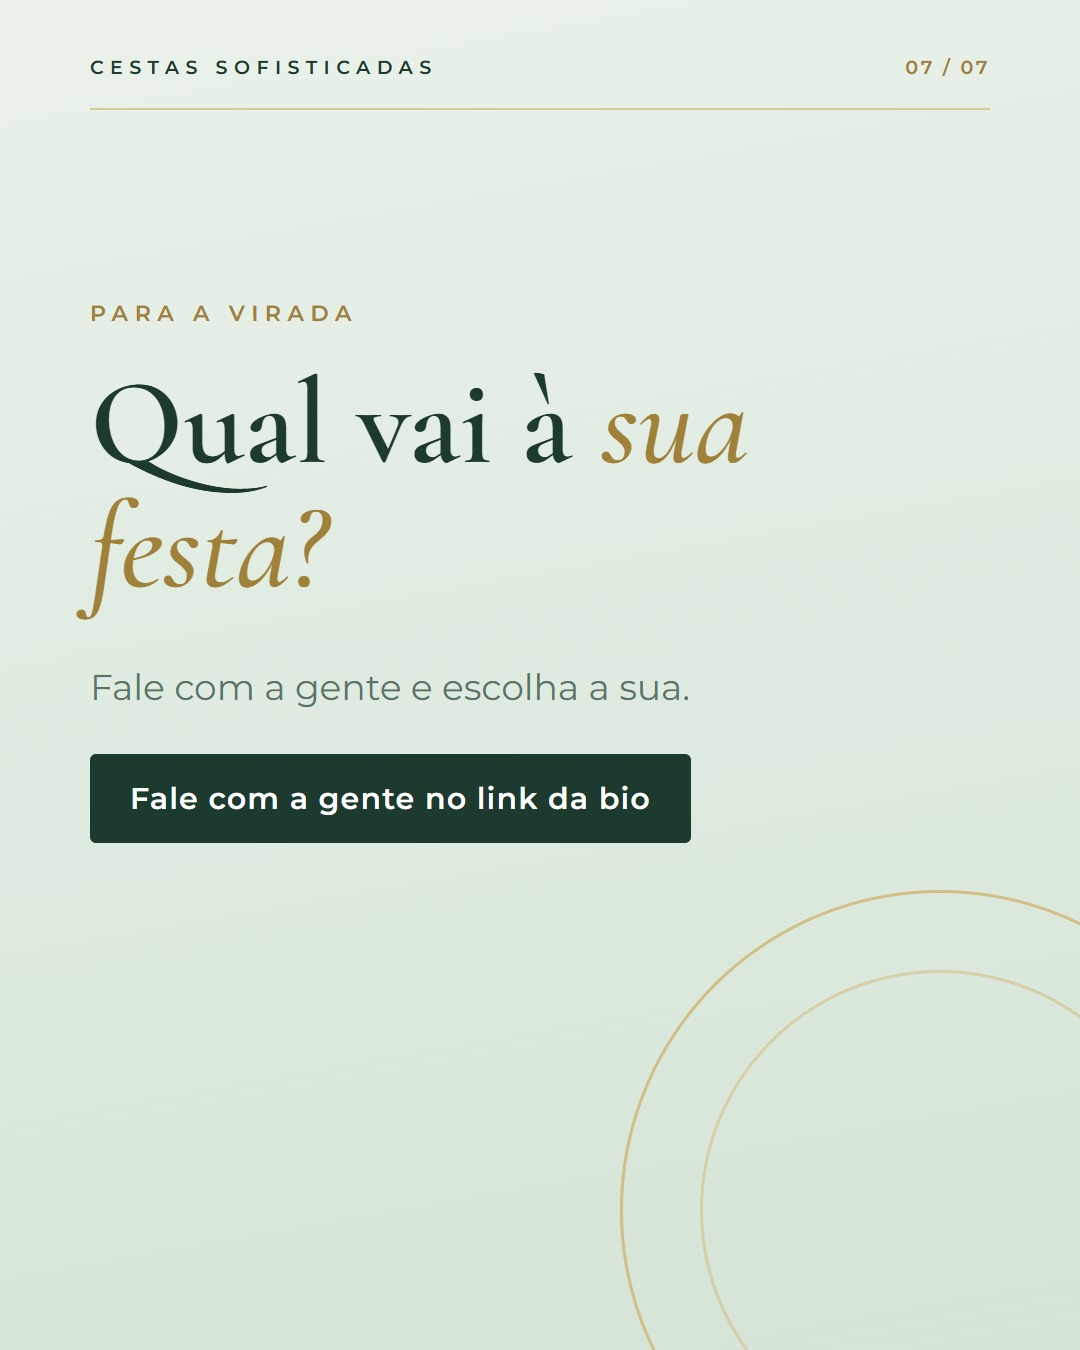 CESTAS SOFISTICADAS
07 / 07
PARA A VIRADA
Qual vai à sua
festa?
Fale com a gente e escolha a sua.
Fale com a gente no link da bio